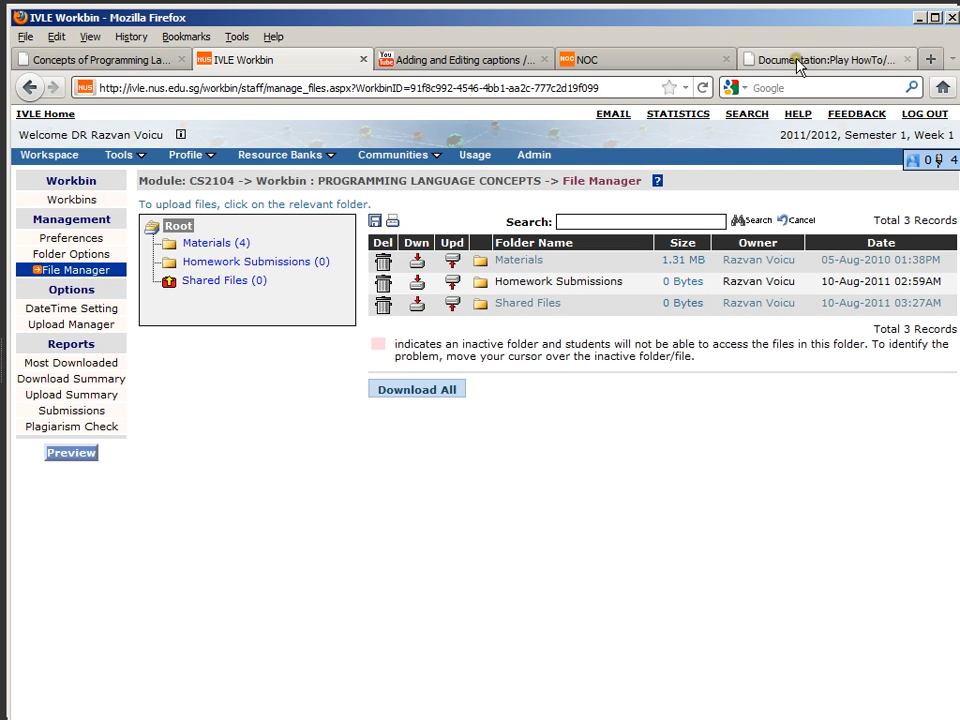 IVLE Workbin - Mozilla Firefox
File Edit View History Bookmarks Tools Help
Concepts of Programming La... NUS IVLE Workbin You Tube Adding and Editing captions /... NOC NOC Documentation:Play HowTo/...
NUS http://ivle.nus.edu.sg/workbin/staff/manage_files.aspx?WorkbinID=91f8c992-4546-4bb1-aa2c-777c2d19f099 Google
IVLE Home EMAIL STATISTICS SEARCH HELP FEEDBACK LOG OUT
Welcome DR Razvan Voicu 2011/2012, Semester 1, Week 1
Workspace Tools Profile Resource Banks Communities Usage Admin
0 4
Workbin
Workbins
Management
Preferences
Folder Options
File Manager
Options
DateTime Setting
Upload Manager
Reports
Most Downloaded
Download Summary
Upload Summary
Submissions
Plagiarism Check
Preview
Module: CS2104 -> Workbin : PROGRAMMING LANGUAGE CONCEPTS -> File Manager ?
To upload files, click on the relevant folder.
Root
Materials (4)
Homework Submissions (0)
Shared Files (0)
Search: Search Cancel Total 3 Records
Del Dwn Upd Folder Name Size Owner Date
Materials 1.31 MB Razvan Voicu 05-Aug-2010 01:38PM
Homework Submissions 0 Bytes Razvan Voicu 10-Aug-2011 02:59AM
Shared Files 0 Bytes Razvan Voicu 10-Aug-2011 03:27AM
Total 3 Records
indicates an inactive folder and students will not be able to access the files in this folder. To identify the
problem, move your cursor over the inactive folder/file.
Download All